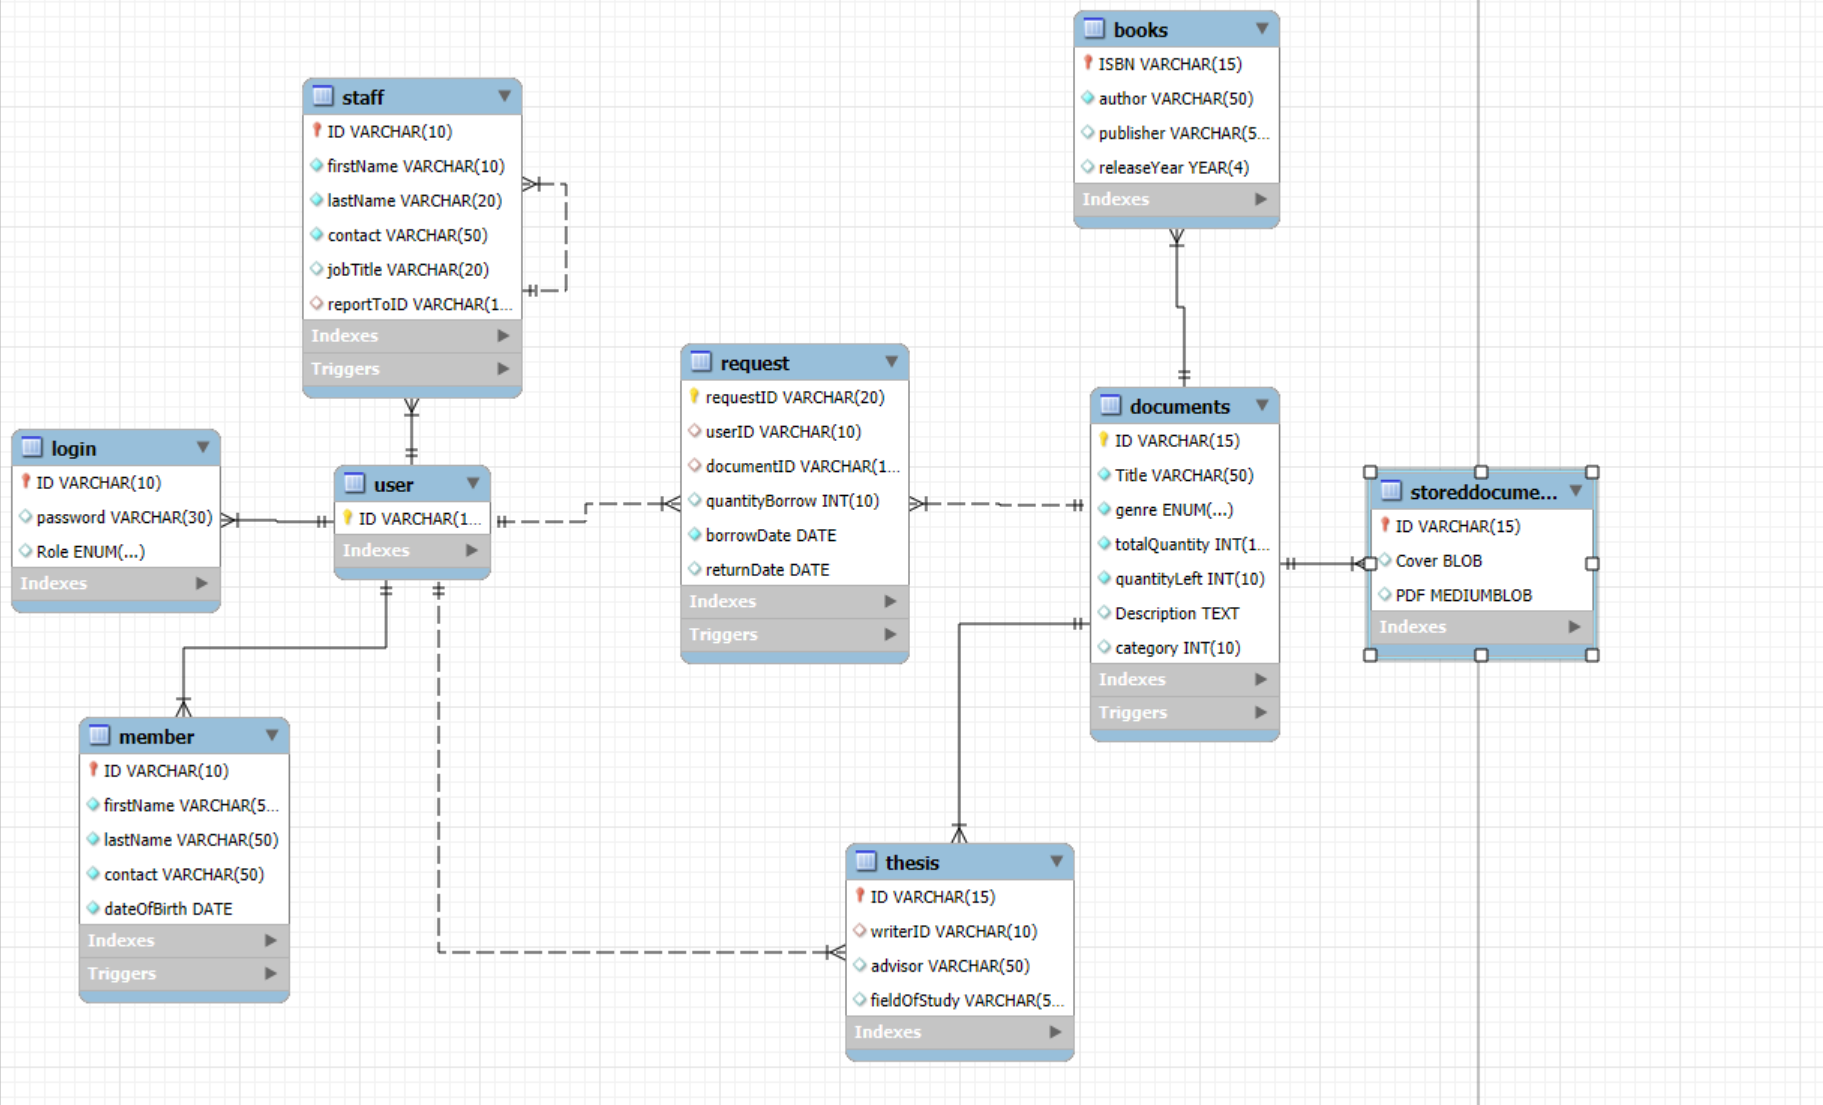 books
ISBN VARCHAR(15)
author VARCHAR(50)
publisher VARCHAR(5...
releaseYear YEAR(4)
Indexes
staff
ID VARCHAR(10)
firstName VARCHAR(10)
lastName VARCHAR(20)
contact VARCHAR(50)
jobTitle VARCHAR(20)
reportToID VARCHAR(1...
Indexes
Triggers
request
requestID VARCHAR(20)
userID VARCHAR(10)
documentID VARCHAR(1...
quantityBorrow INT(10)
borrowDate DATE
returnDate DATE
Indexes
Triggers
documents
ID VARCHAR(15)
Title VARCHAR(50)
genre ENUM(...)
totalQuantity INT(1...
quantityLeft INT(10)
Description TEXT
category INT(10)
Indexes
Triggers
login
ID VARCHAR(10)
password VARCHAR(30)
Role ENUM(...)
Indexes
user
ID VARCHAR(1...
Indexes
storeddocume...
ID VARCHAR(15)
Cover BLOB
PDF MEDIUMBLOB
Indexes
member
ID VARCHAR(10)
firstName VARCHAR(5...
lastName VARCHAR(50)
contact VARCHAR(50)
dateOfBirth DATE
Indexes
Triggers
thesis
ID VARCHAR(15)
writerID VARCHAR(10)
advisor VARCHAR(50)
fieldOfStudy VARCHAR(5...
Indexes